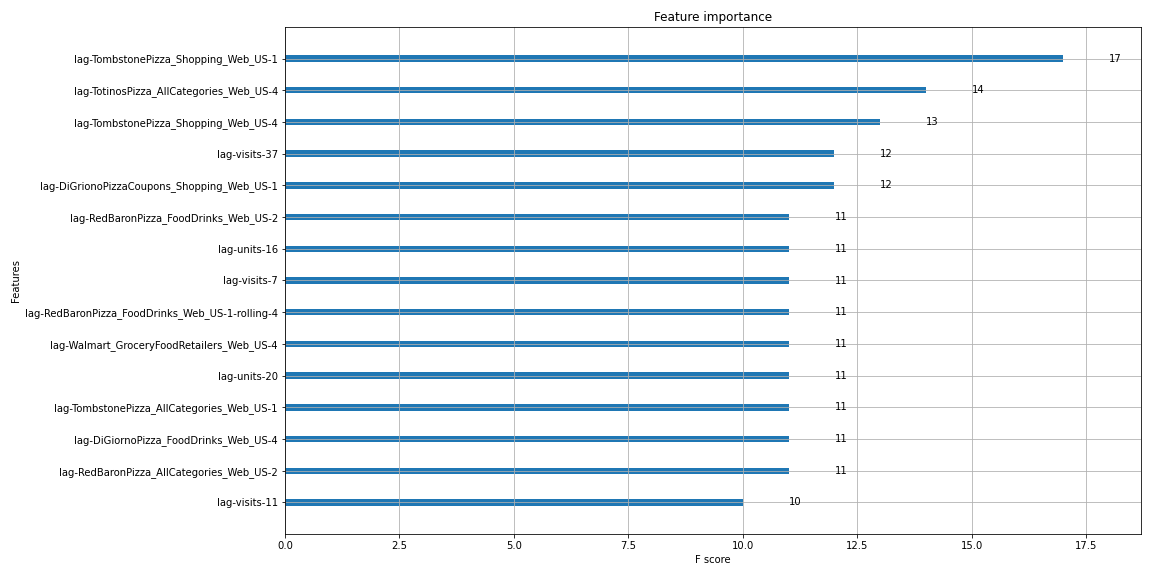 Feature importance
Features
lag-TombstonePizza_Shopping_Web_US-1 17
lag-TotinosPizza_AllCategories_Web_US-4 14
lag-TombstonePizza_Shopping_Web_US-4 13
lag-visits-37 12
lag-DiGrionoPizzaCoupons_Shopping_Web_US-1 12
lag-RedBaronPizza_FoodDrinks_Web_US-2 11
lag-units-16 11
lag-visits-7 11
lag-RedBaronPizza_FoodDrinks_Web_US-1-rolling-4 11
lag-Walmart_GroceryFoodRetailers_Web_US-4 11
lag-units-20 11
lag-TombstonePizza_AllCategories_Web_US-1 11
lag-DiGiornoPizza_FoodDrinks_Web_US-4 11
lag-RedBaronPizza_AllCategories_Web_US-2 11
lag-visits-11 10
0.0 2.5 5.0 7.5 10.0 12.5 15.0 17.5
F score